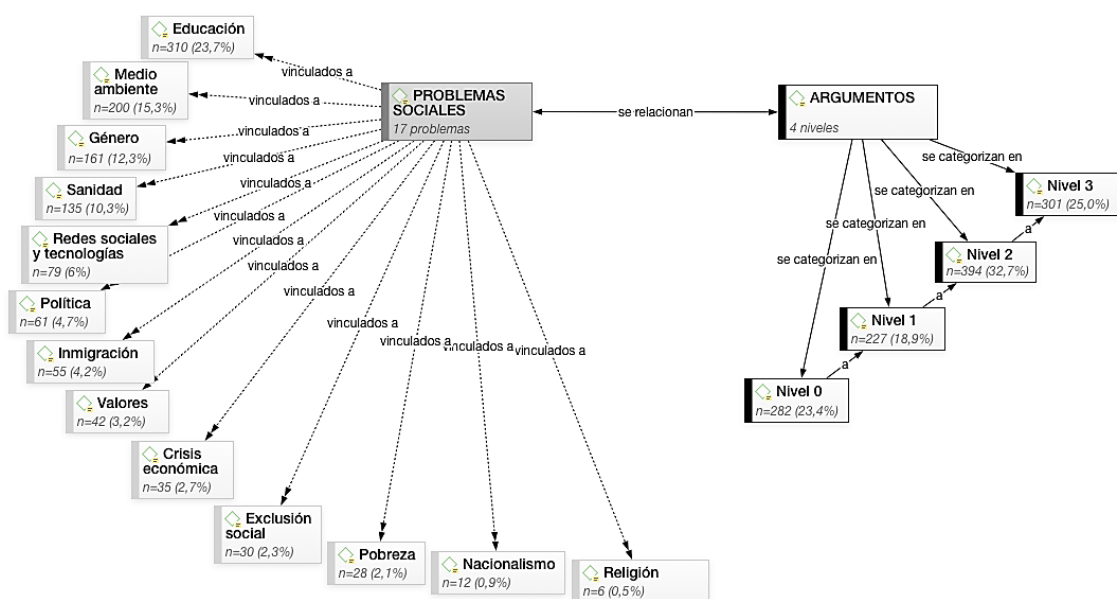 Educación
n=310 (23,7%)
vinculados a
Medio
ambiente
n=200 (15,3%)
vinculados a
Género
n=161 (12,3%)
vinculados a
Sanidad
n=135 (10,3%)
vinculados a
Redes sociales
y tecnologías
n=79 (6%)
vinculados a
Política
n=61 (4,7%)
vinculados a
Inmigración
n=55 (4,2%)
vinculados a
Valores
n=42 (3,2%)
vinculados a
Crisis
económica
n=35 (2,7%)
vinculados a
Exclusión
social
n=30 (2,3%)
vinculados a
Pobreza
n=28 (2,1%)
vinculados a
Nacionalismo
n=12 (0,9%)
vinculados a
Religión
n=6 (0,5%)
vinculados a
PROBLEMAS
SOCIALES
17 problemas
se relacionan
ARGUMENTOS
4 niveles
se categorizan en
Nivel 3
n=301 (25,0%)
se categorizan en
a
Nivel 2
n=394 (32,7%)
se categorizan en
a
Nivel 1
n=227 (18,9%)
se categorizan en
a
Nivel 0
n=282 (23,4%)